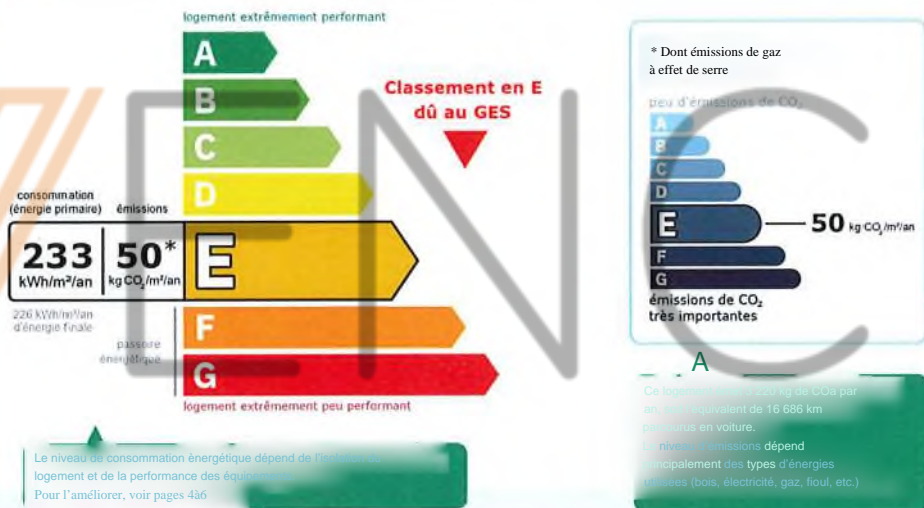 logement extrêmement performant
A
B
C
D
E
F
G
Classement en E
dû au GES
consommation
(énergie primaire)
émissions
233
kWh/m²/an
50*
kg CO₂/m²/an
226 kWh/m²/an
d'énergie finale
passoire
énergétique
logement extrêmement peu performant
Le niveau de consommation énergétique dépend de l'isolation du
logement et de la performance des équipements.
Pour l'améliorer, voir pages 4à6
* Dont émissions de gaz
à effet de serre
peu d'émissions de CO₂
A
B
C
D
E
50 kg CO₂/m²/an
F
G
émissions de CO₂
très importantes
A
Ce logement 220 kg de COa par
an, équivalent de 16 686 km
parcourus en voiture.
Le niveau d'émissions dépend
principalement des types d'énergies
utilisées (bois, électricité, gaz, fioul, etc.)
ENC